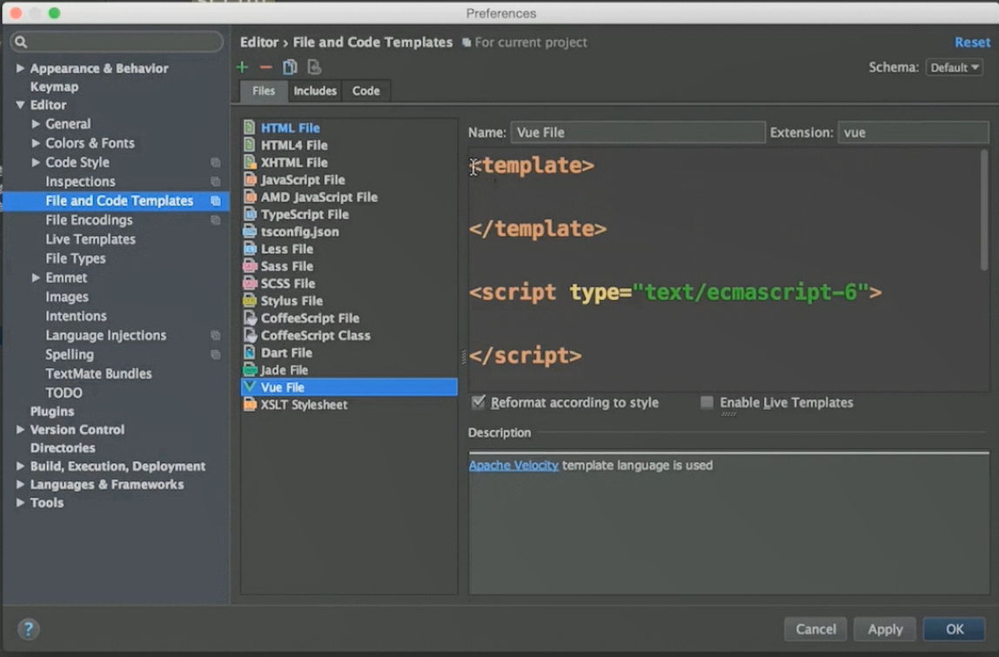 Preferences
Editor › File and Code Templates For current project Reset
Schema: Default
Files Includes Code
Appearance & Behavior
Keymap
Editor
General
Colors & Fonts
Code Style
Inspections
File and Code Templates
File Encodings
Live Templates
File Types
Emmet
Images
Intentions
Language Injections
Spelling
TextMate Bundles
TODO
Plugins
Version Control
Directories
Build, Execution, Deployment
Languages & Frameworks
Tools
HTML File
HTML4 File
XHTML File
JavaScript File
AMD JavaScript File
TypeScript File
tsconfig.json
Less File
Sass File
SCSS File
Stylus File
CoffeeScript File
CoffeeScript Class
Dart File
Jade File
Vue File
XSLT Stylesheet
Name: Vue File Extension: vue
<template>
</template>
<script type="text/ecmascript-6">
</script>
Reformat according to style Enable Live Templates
Description
Apache Velocity template language is used
? Cancel Apply OK